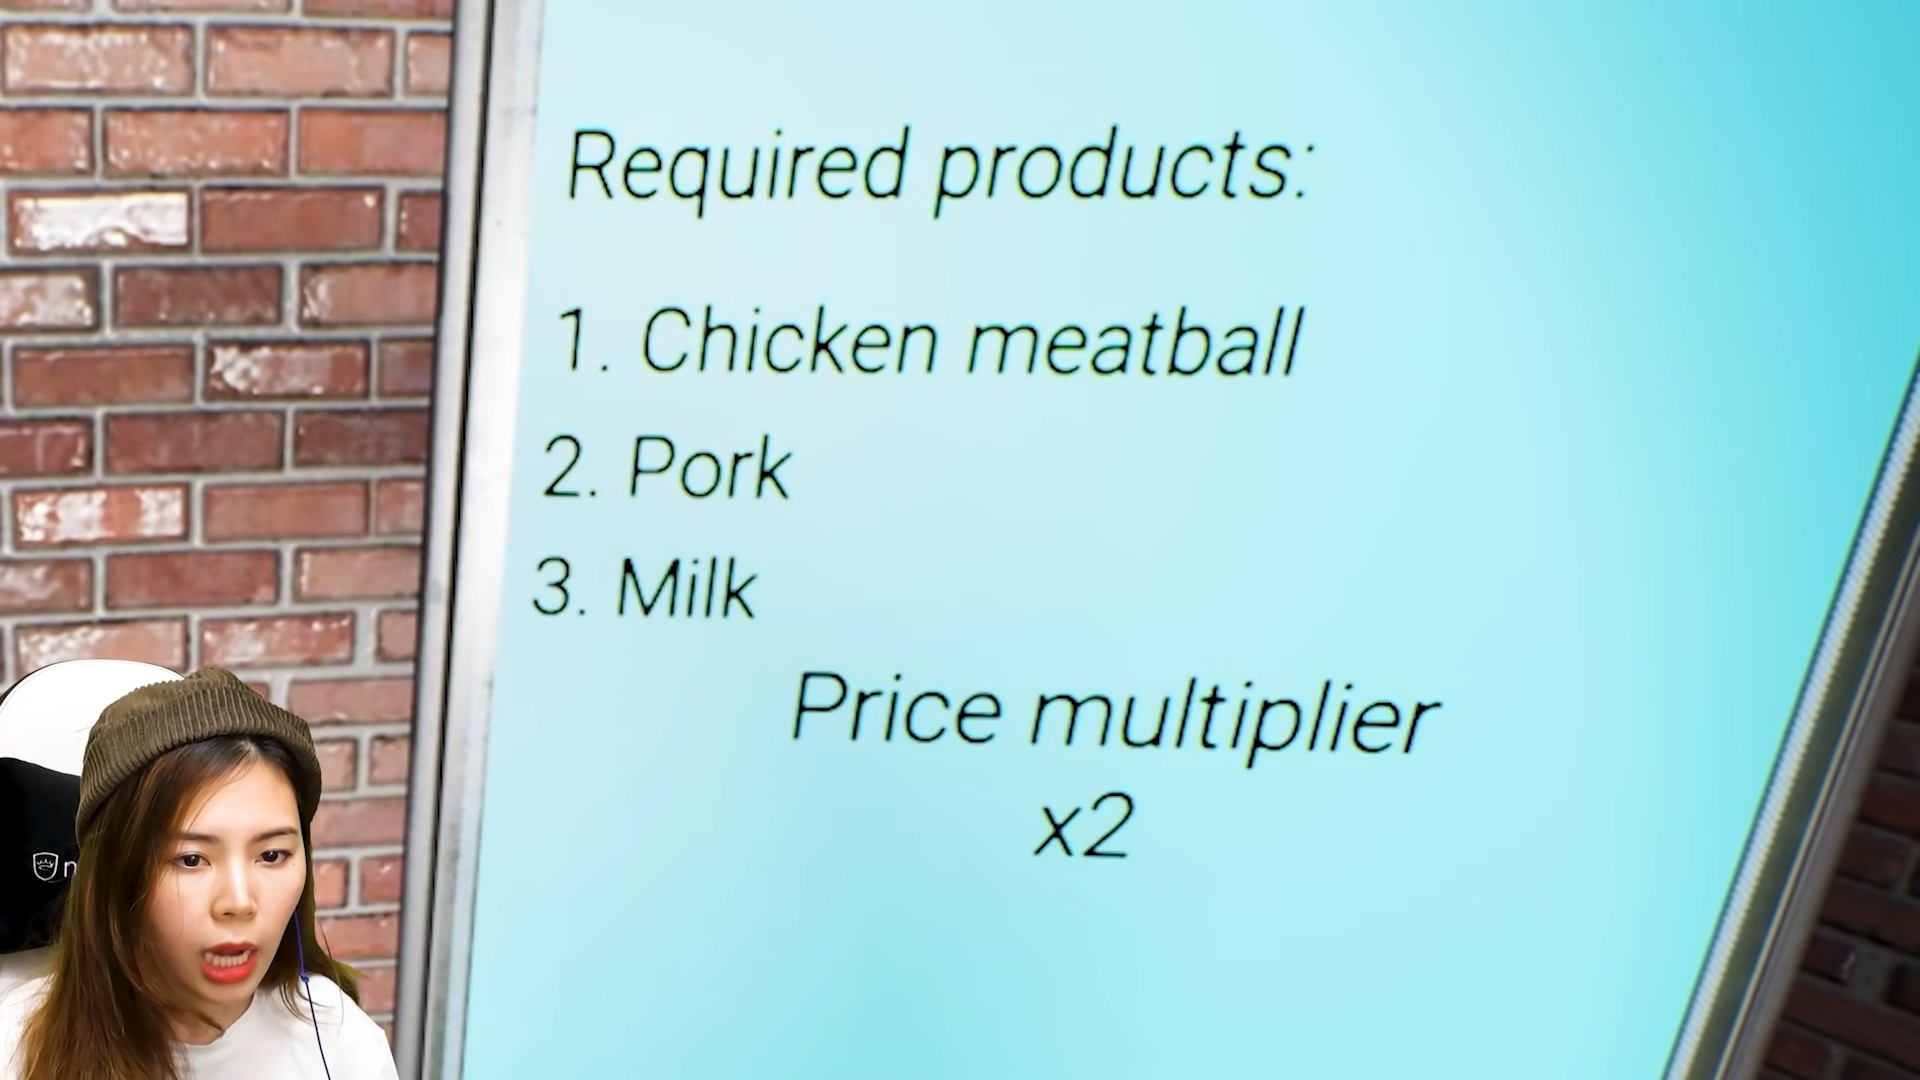 Required products:
1. Chicken meatball
2. Pork
3. Milk
Price multiplier
x2